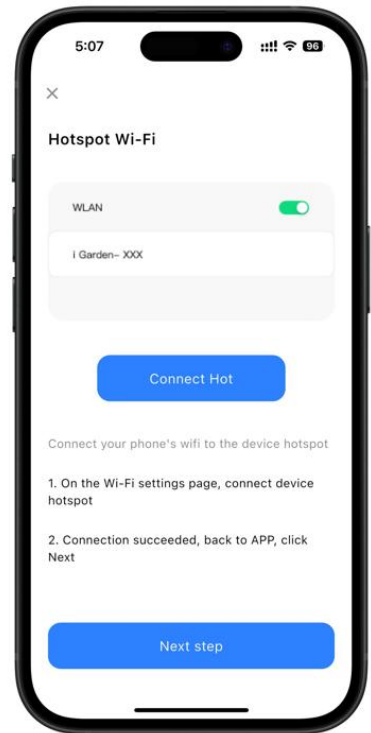 5:07
96
Hotspot Wi-Fi
WLAN
i Garden- XXX
Connect Hot
Connect your phone's wifi to the device hotspot
1. On the Wi-Fi settings page, connect device
hotspot
2. Connection succeeded, back to APP, click
Next
Next step